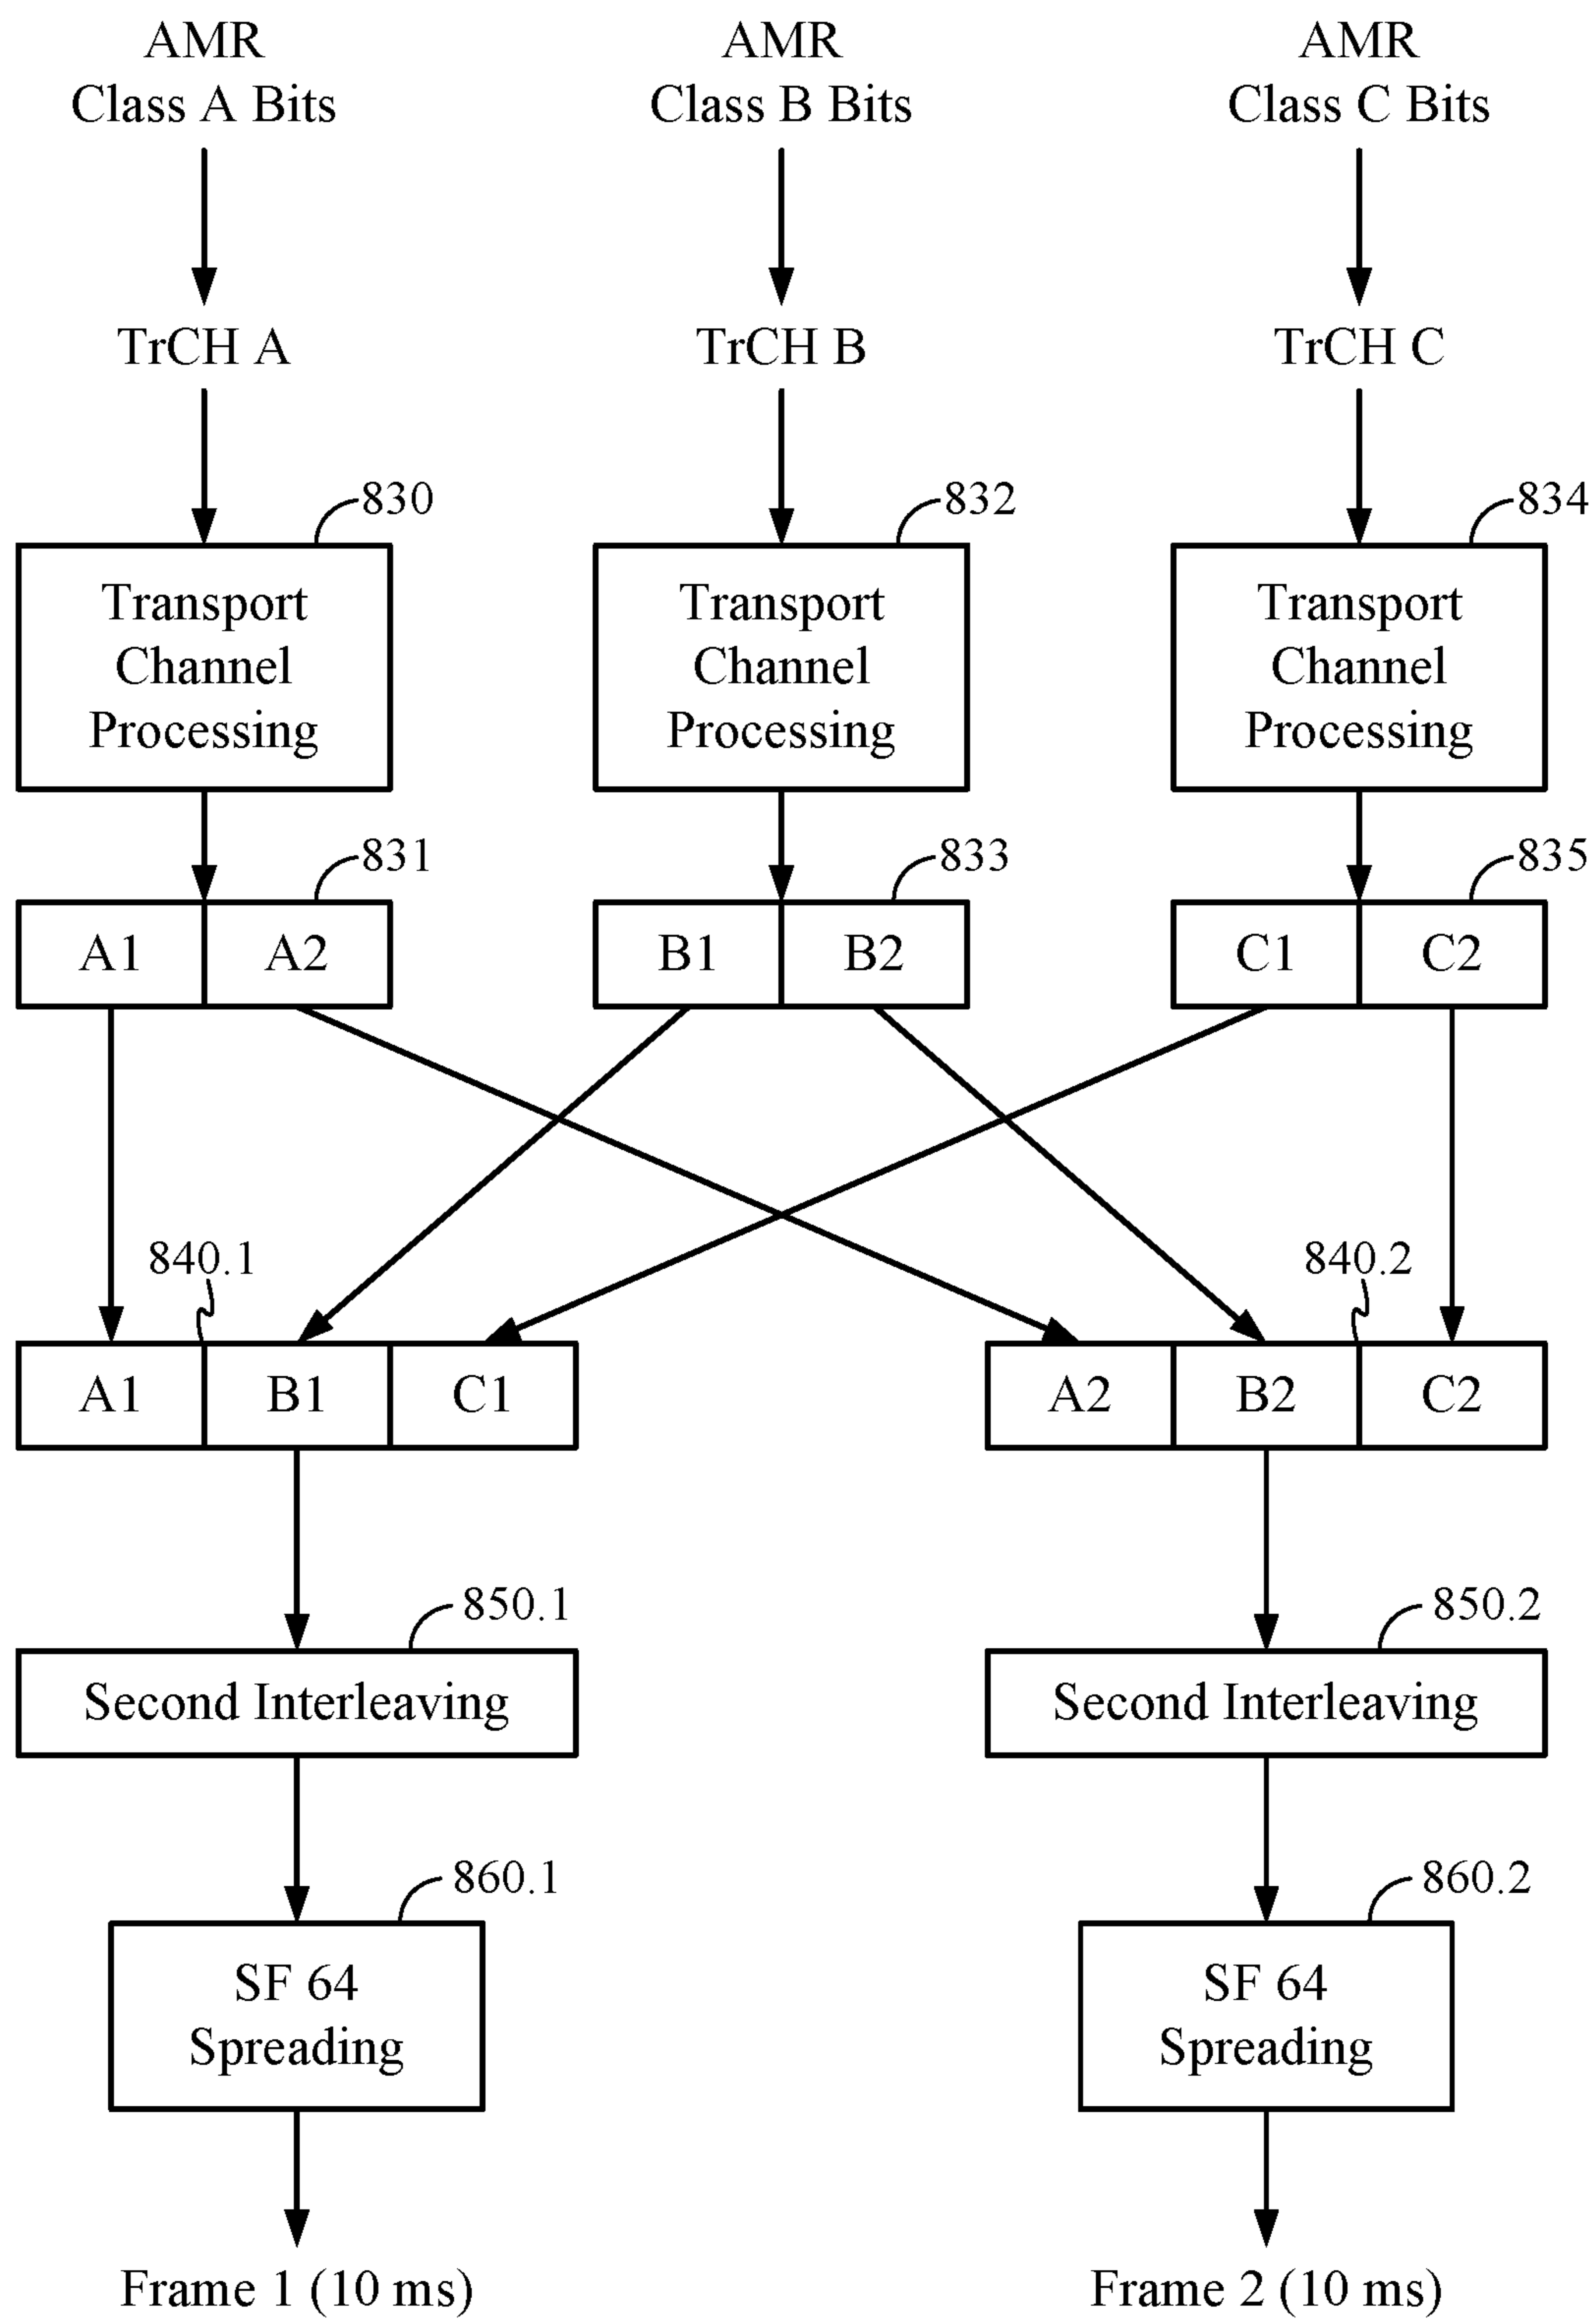 AMR
Class A Bits
AMR
Class B Bits
AMR
Class C Bits
TrCH A
TrCH B
TrCH C
830
832
834
Transport
Channel
Processing
Transport
Channel
Processing
Transport
Channel
Processing
831
833
835
A1
A2
B1
B2
C1
C2
840.1
840.2
A1
B1
C1
A2
B2
C2
850.1
850.2
Second Interleaving
Second Interleaving
860.1
860.2
SF 64
Spreading
SF 64
Spreading
Frame 1 (10 ms)
Frame 2 (10 ms)